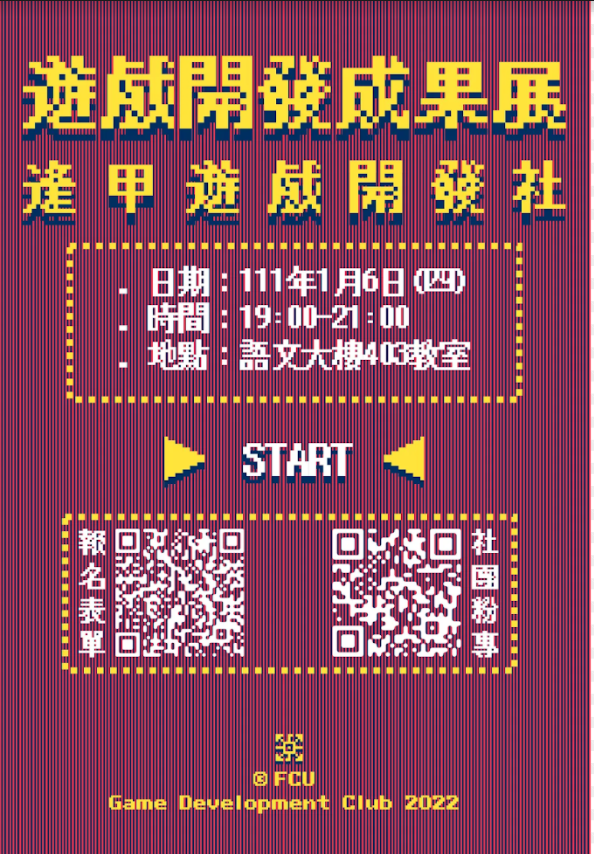 遊戲開發成果展
逢甲遊戲開發社
. 日期：111年1月6日(四)
. 時間：19:00-21:00
. 地點：語文大樓403教室
START
報名表單
社團粉專
© FCU
Game Development Club 2022